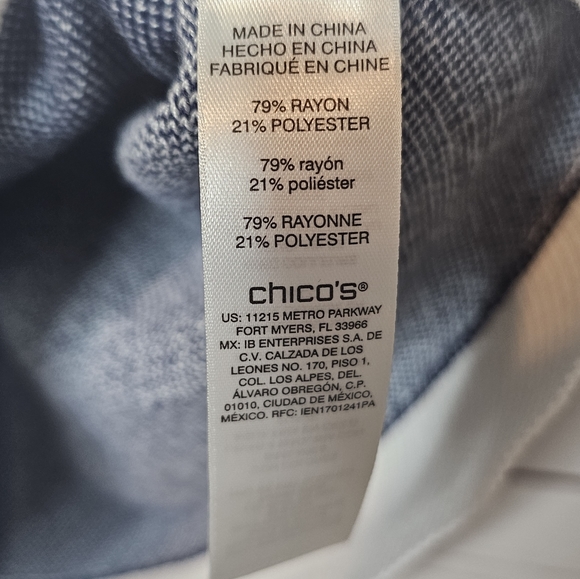 MADE IN CHINA
HECHO EN CHINA
FABRIQUÉ EN CHINE
79% RAYON
21% POLYESTER
79% rayón
21% poliéster
79% RAYONNE
21% POLYESTER
chico's®
US: 11215 METRO PARKWAY
FORT MYERS, FL 33966
MX: IB ENTERPRISES S.A. DE
C.V. CALZADA DE LOS
LEONES NO. 170, PISO 1,
COL. LOS ALPES, DEL.
ÁLVARO OBREGÓN, C.P.
01010, CIUDAD DE MÉXICO,
MÉXICO. RFC: IEN1701241PA